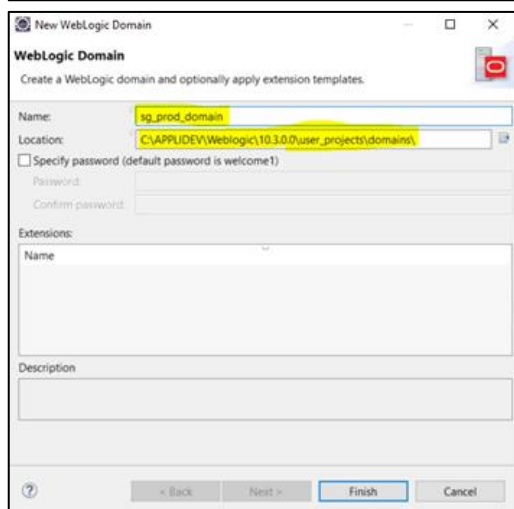 New WebLogic Domain
WebLogic Domain
Create a WebLogic domain and optionally apply extension templates.
Name: sg_prod_domain
Location: C:\APPLIDEV\Weblogic\10.3.0.0\user_projects\domains\
Specify password (default password is welcome1)
Password:
Confirm password:
Extensions:
Name
Description
< Back Next > Finish Cancel